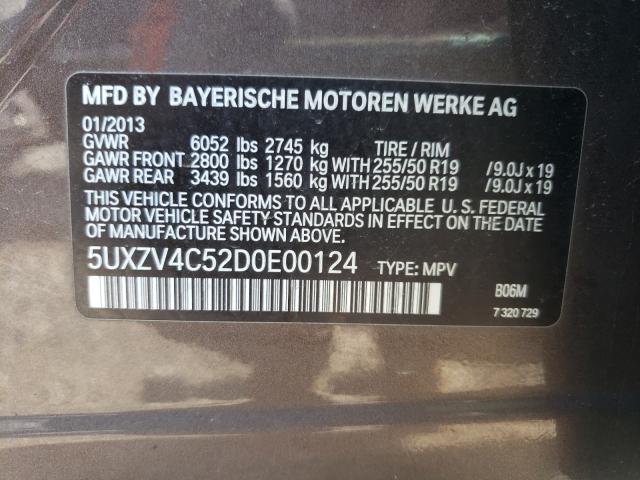 MFD BY BAYERISCHE MOTOREN WERKE AG
01/2013
GVWR 6052 lbs 2745 kg TIRE / RIM
GAWR FRONT 2800 lbs 1270 kg WITH 255/50 R19 /9.0J x 19
GAWR REAR 3439 lbs 1560 kg WITH 255/50 R19 /9.0J x 19
THIS VEHICLE CONFORMS TO ALL APPLICABLE U. S. FEDERAL
MOTOR VEHICLE SAFETY STANDARDS IN EFFECT ON THE DATE
OF MANUFACTURE SHOWN ABOVE.
5UXZV4C52D0E00124 TYPE: MPV
B06M
7 320 729